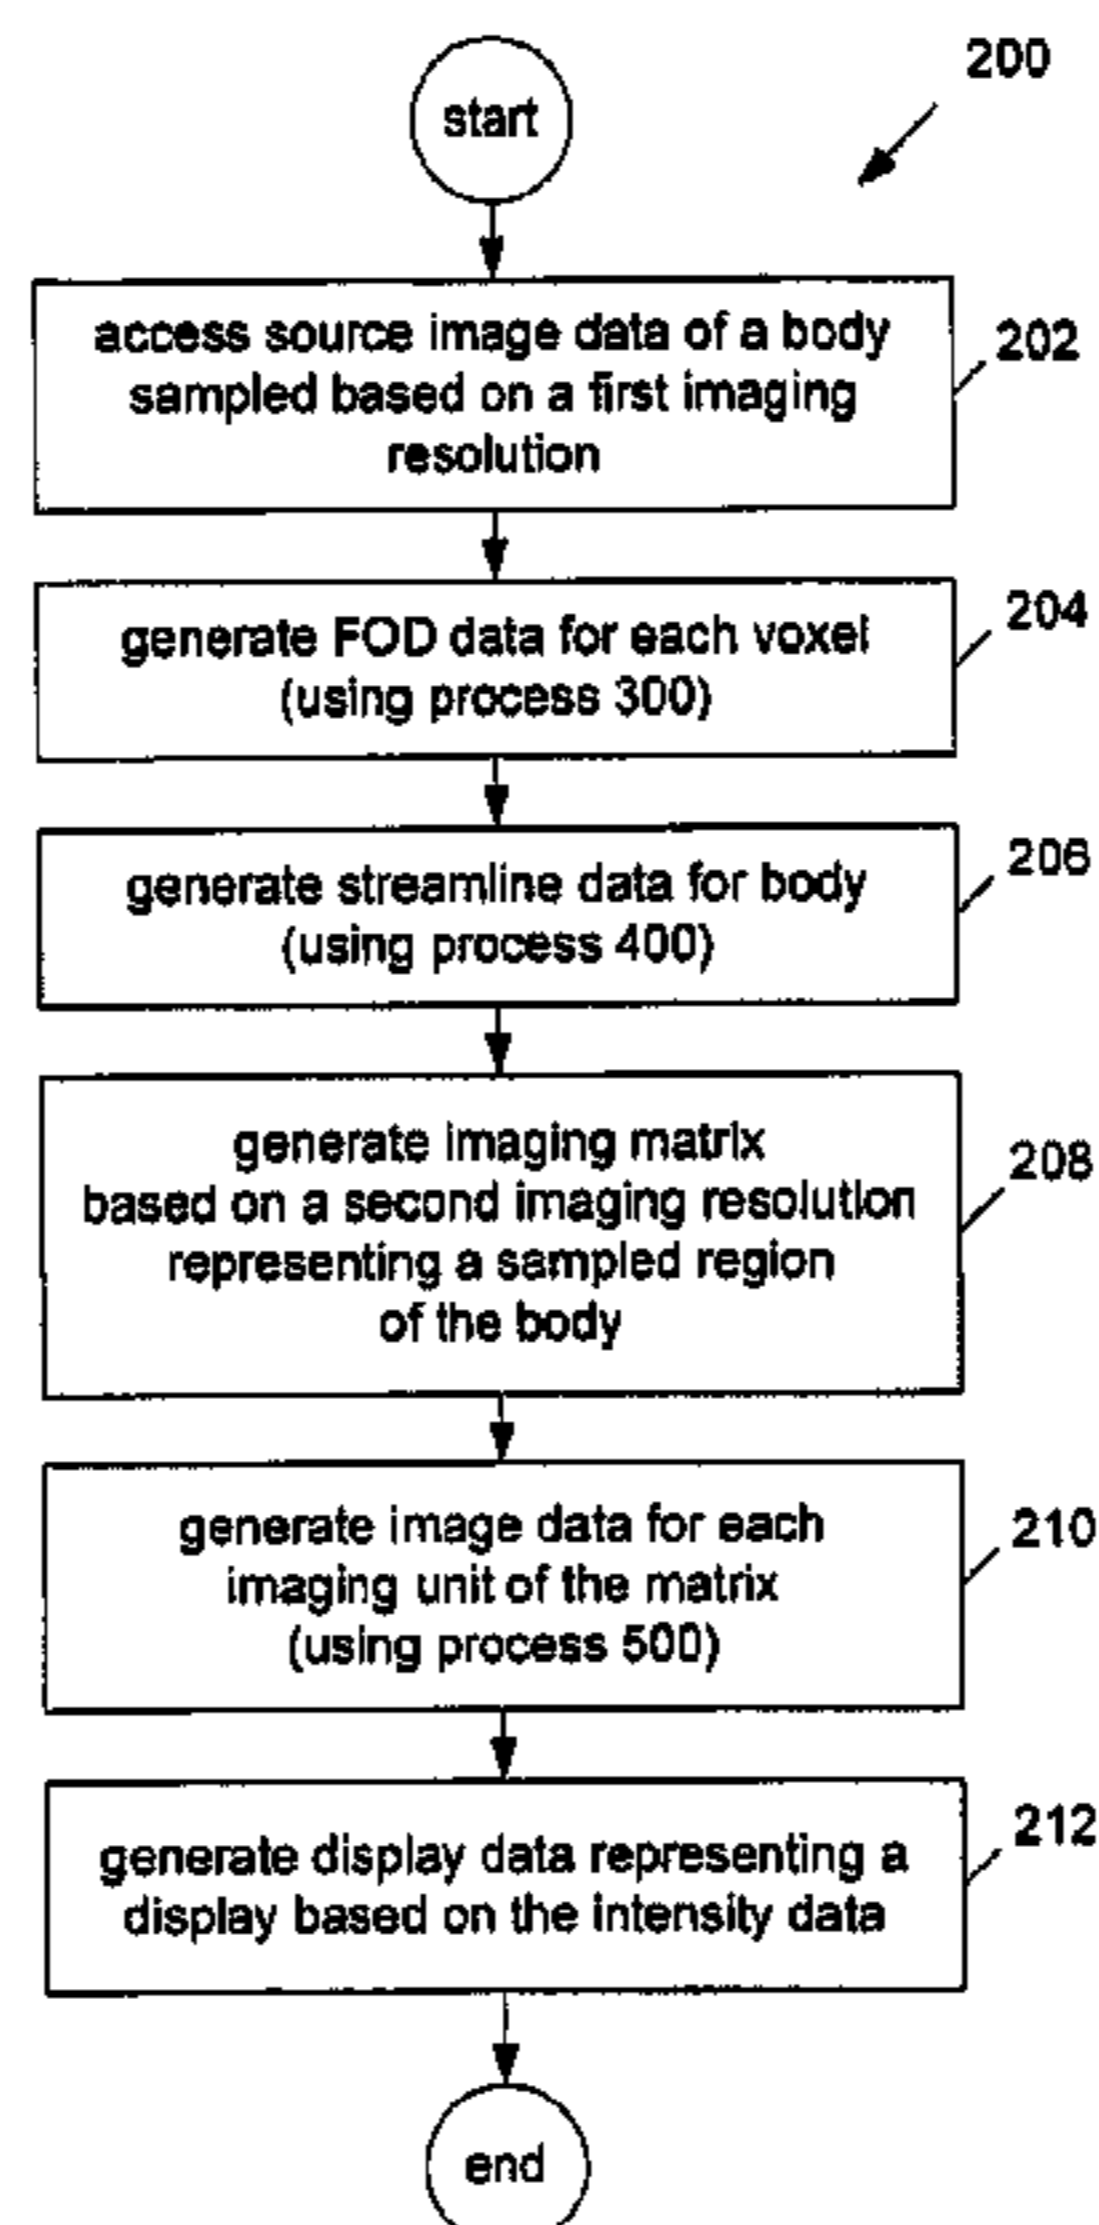 200
start
access source image data of a body
sampled based on a first imaging
resolution
202
generate FOD data for each voxel
(using process 300)
204
generate streamline data for body
(using process 400)
206
generate imaging matrix
based on a second imaging resolution
representing a sampled region
of the body
208
generate image data for each
imaging unit of the matrix
(using process 500)
210
generate display data representing a
display based on the intensity data
212
end